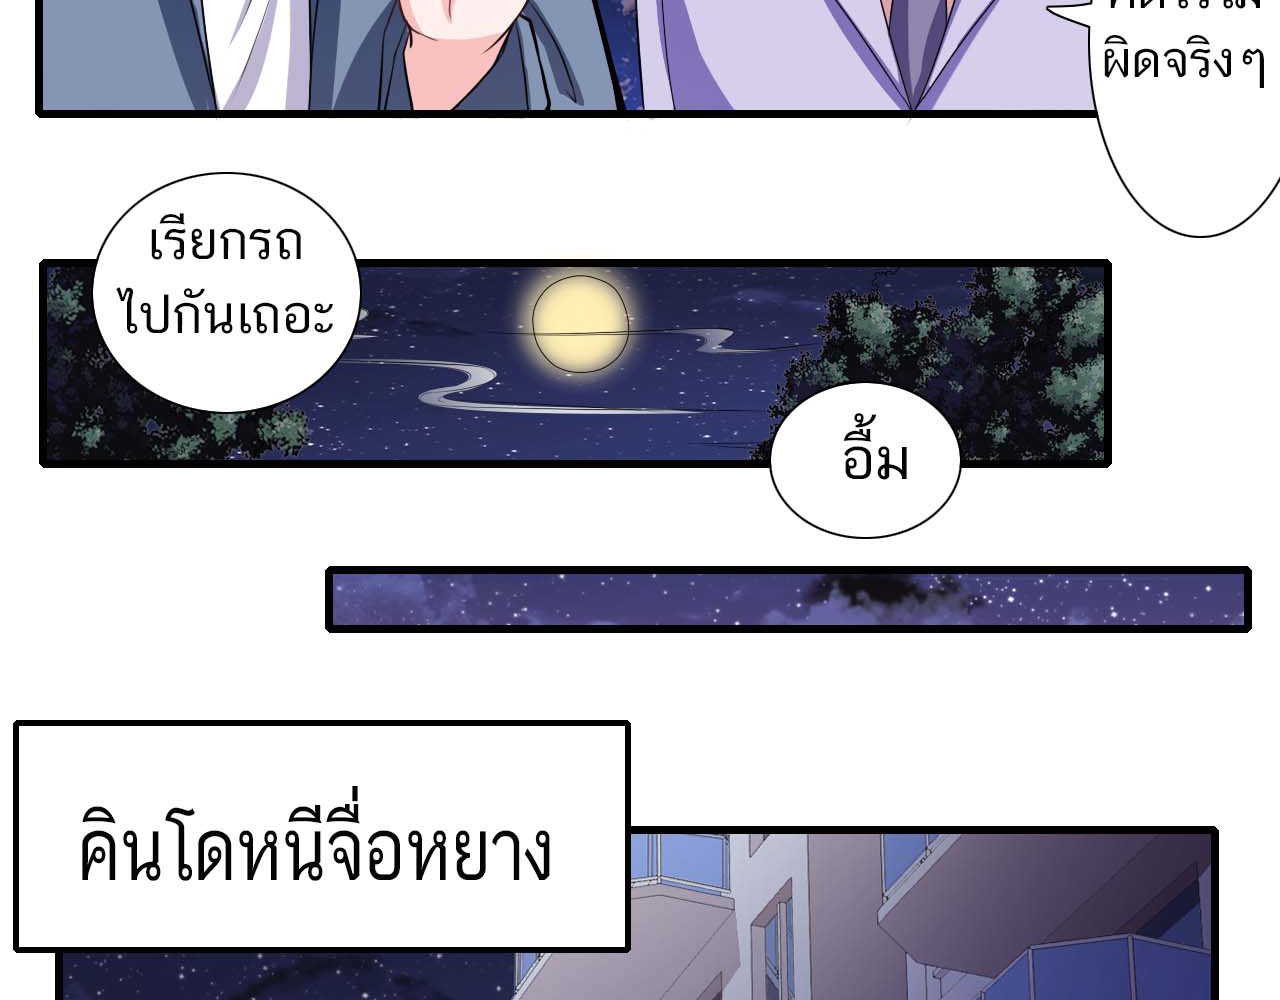 ผิดจริงๆ
เรียกรถ
ไปกันเถอะ
อื้ม
คินโดหนีจื่อหยาง